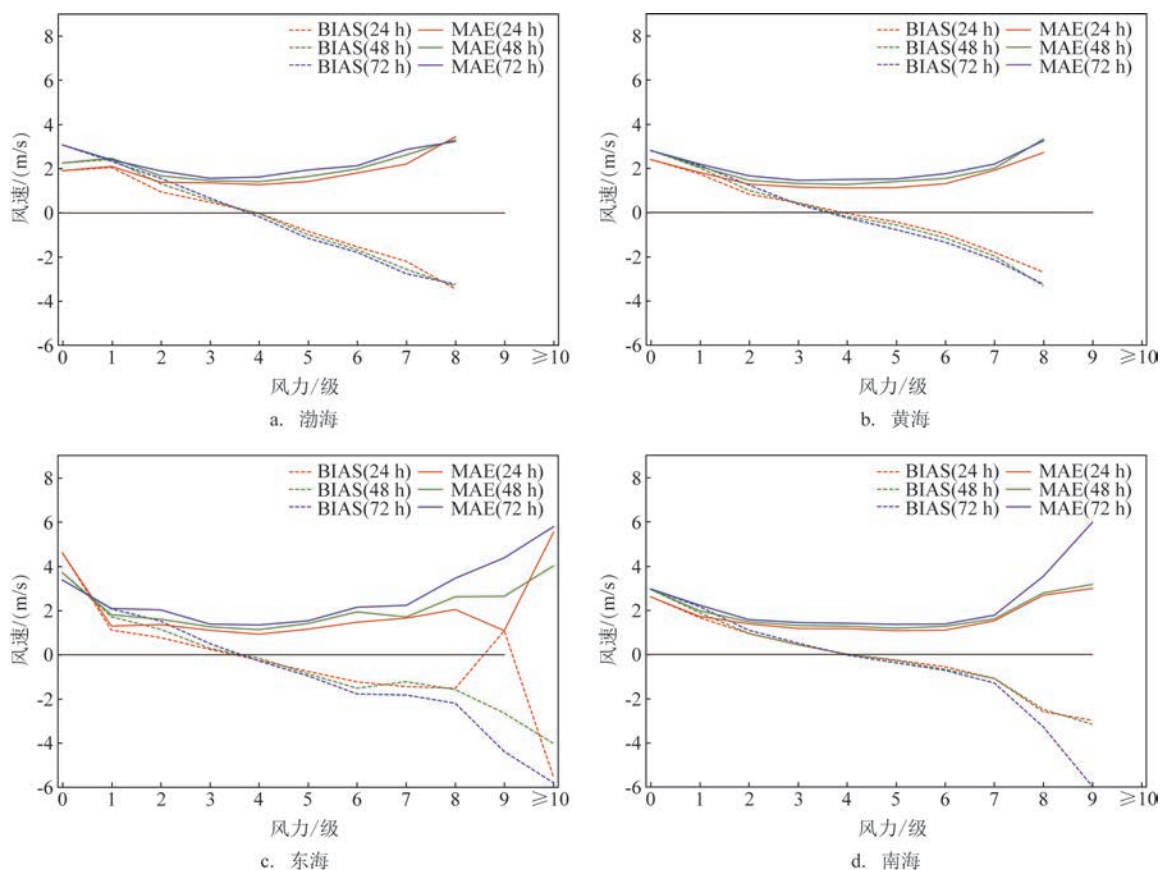 8
6
4
2
0
-2
-4
-6
风速/(m/s)
BIAS(24 h) MAE(24 h)
BIAS(48 h) MAE(48 h)
BIAS(72 h) MAE(72 h)
0 1 2 3 4 5 6 7 8 9 ≥10
风力/级
a. 渤海
8
6
4
2
0
-2
-4
-6
风速/(m/s)
BIAS(24 h) MAE(24 h)
BIAS(48 h) MAE(48 h)
BIAS(72 h) MAE(72 h)
0 1 2 3 4 5 6 7 8 9 ≥10
风力/级
b. 黄海
8
6
4
2
0
-2
-4
-6
风速/(m/s)
BIAS(24 h) MAE(24 h)
BIAS(48 h) MAE(48 h)
BIAS(72 h) MAE(72 h)
0 1 2 3 4 5 6 7 8 9 ≥10
风力/级
c. 东海
8
6
4
2
0
-2
-4
-6
风速/(m/s)
BIAS(24 h) MAE(24 h)
BIAS(48 h) MAE(48 h)
BIAS(72 h) MAE(72 h)
0 1 2 3 4 5 6 7 8 9 ≥10
风力/级
d. 南海